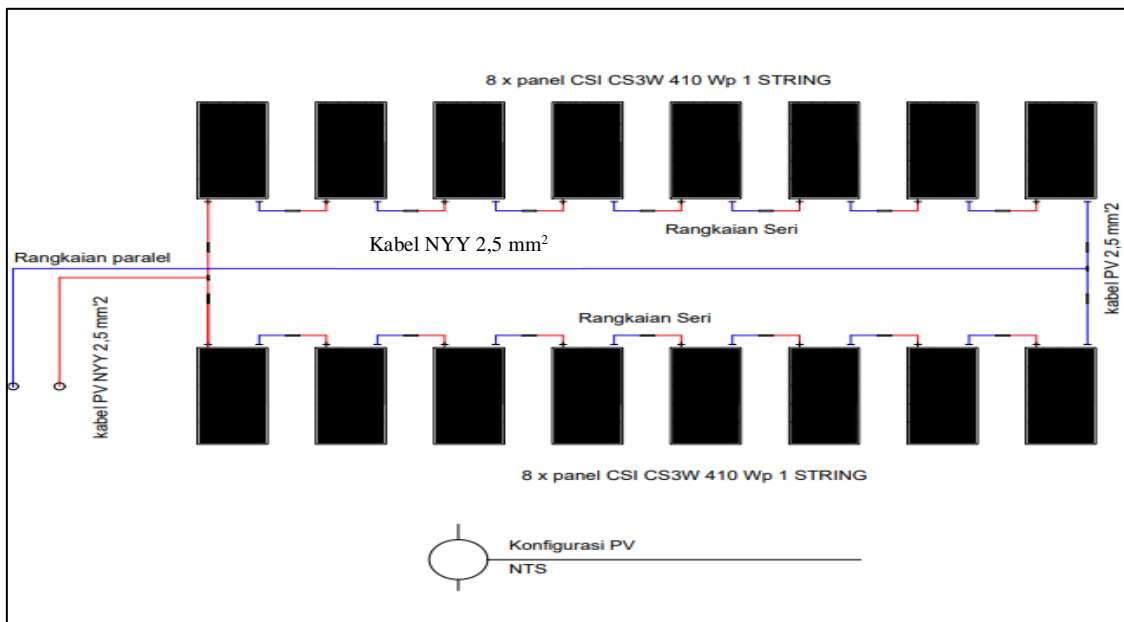 8 x panel CSI CS3W 410 Wp 1 STRING
Rangkaian Seri
Kabel NYY 2,5 mm²
Rangkaian paralel
kabel PV 2,5 mm'2
Rangkaian Seri
kabel PV NYY 2,5 mm'2
8 x panel CSI CS3W 410 Wp 1 STRING
Konfigurasi PV
NTS